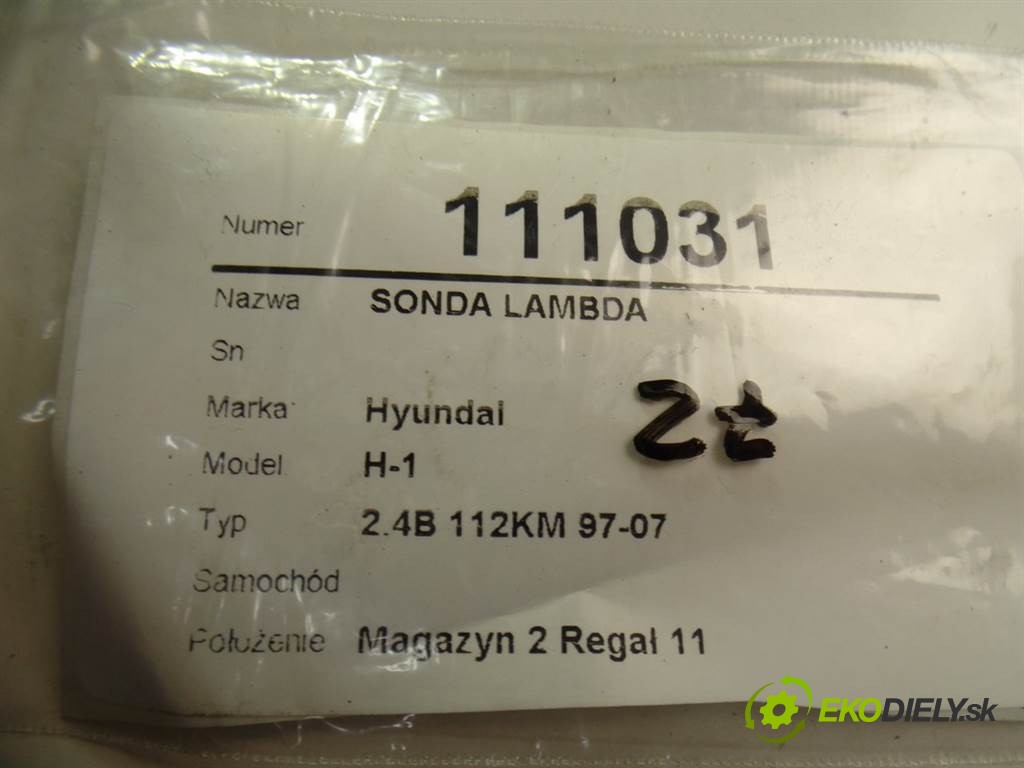 Numer 111031
Nazwa SONDA LAMBDA
Sn
Marka Hyundai
Model H-1
Typ 2.4B 112KM 97-07
Samochód
Położenie Magazyn 2 Regał 11
EKODIELY.sk